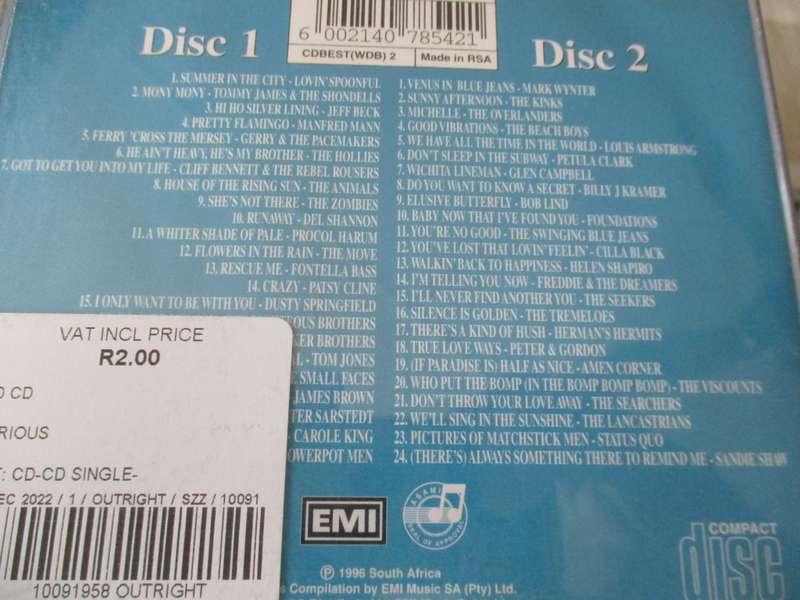 6 002140 785421
CDBEST(WDB) 2
Made in RSA
Disc 1
1. SUMMER IN THE CITY - LOVIN' SPOONFUL
2. MONY MONY - TOMMY JAMES & THE SHONDELLS
3. HI HO SILVER LINING - JEFF BECK
4. PRETTY FLAMINGO - MANFRED MANN
5. FERRY 'CROSS THE MERSEY - GERRY & THE PACEMAKERS
6. HE AIN'T HEAVY, HE'S MY BROTHER - THE HOLLIES
7. GOT TO GET YOU INTO MY LIFE - CLIFF BENNETT & THE REBEL ROUSERS
8. HOUSE OF THE RISING SUN - THE ANIMALS
9. SHE'S NOT THERE - THE ZOMBIES
10. RUNAWAY - DEL SHANNON
11. A WHITER SHADE OF PALE - PROCOL HARUM
12. FLOWERS IN THE RAIN - THE MOVE
13. RESCUE ME - FONTELLA BASS
14. CRAZY - PATSY CLINE
15. I ONLY WANT TO BE WITH YOU - DUSTY SPRINGFIELD
BROTHERS
BROTHERS
- TOM JONES
SMALL FACES
JAMES BROWN
SARSTEDT
- CAROLE KING
MEN
Disc 2
1. VENUS IN BLUE JEANS - MARK WYNTER
2. SUNNY AFTERNOON - THE KINKS
3. MICHELLE - THE OVERLANDERS
4. GOOD VIBRATIONS - THE BEACH BOYS
5. WE HAVE ALL THE TIME IN THE WORLD - LOUIS ARMSTRONG
6. DON'T SLEEP IN THE SUBWAY - PETULA CLARK
7. WICHITA LINEMAN - GLEN CAMPBELL
8. DO YOU WANT TO KNOW A SECRET - BILLY J KRAMER
9. ELUSIVE BUTTERFLY - BOB LIND
10. BABY NOW THAT I'VE FOUND YOU - FOUNDATIONS
11. YOU'RE NO GOOD - THE SWINGING BLUE JEANS
12. YOU'VE LOST THAT LOVIN' FEELIN' - CILLA BLACK
13. WALKIN' BACK TO HAPPINESS - HELEN SHAPIRO
14. I'M TELLING YOU NOW - FREDDIE & THE DREAMERS
15. I'LL NEVER FIND ANOTHER YOU - THE SEEKERS
16. SILENCE IS GOLDEN - THE TREMELOES
17. THERE'S A KIND OF HUSH - HERMAN'S HERMITS
18. TRUE LOVE WAYS - PETER & GORDON
19. (IF PARADISE IS) HALF AS NICE - AMEN CORNER
20. WHO PUT THE BOMP (IN THE BOMP BOMP BOMP) - THE VISCOUNTS
21. DON'T THROW YOUR LOVE AWAY - THE SEARCHERS
22. WE'LL SING IN THE SUNSHINE - THE LANCASTRIANS
23. PICTURES OF MATCHSTICK MEN - STATUS QUO
24. (THERE'S) ALWAYS SOMETHING THERE TO REMIND ME - SANDIE SHAW
VAT INCL PRICE
R2.00
CD
RIOUS
CD-CD SINGLE-
EC 2022 / 1 / OUTRIGHT / SZZ / 10091
10091958 OUTRIGHT
EMI
ASAMI
SEAL OF APPROVAL
COMPACT
disc
℗ 1996 South Africa
Compilation by EMI Music SA (Pty) Ltd.